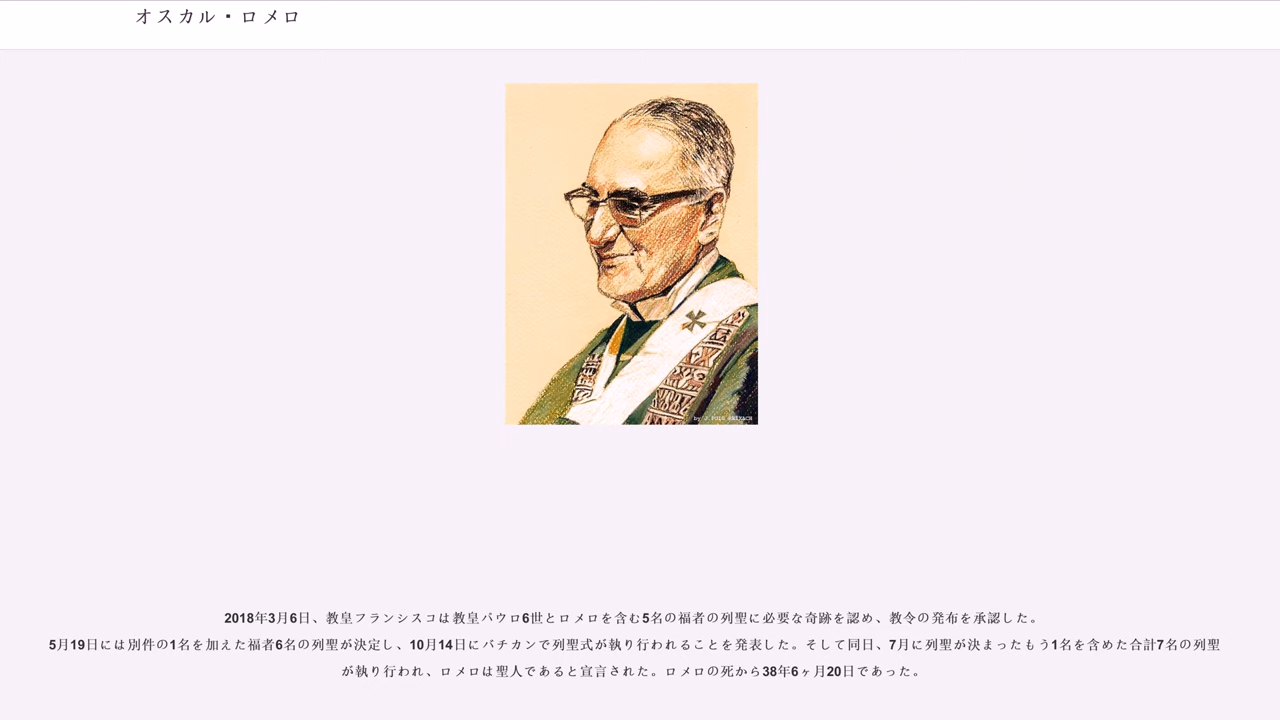 オスカル・ロメロ
2018年3月6日、教皇フランシスコは教皇パウロ6世とロメロを含む5名の福者の列聖に必要な奇跡を認め、教令の発布を承認した。
5月19日には別件の1名を加えた福者6名の列聖が決定し、10月14日にバチカンで列聖式が執り行われることを発表した。そして同日、7月に列聖が決まったもう1名を含めた合計7名の列聖
が執り行われ、ロメロは聖人であると宣言された。ロメロの死から38年6ヶ月20日であった。